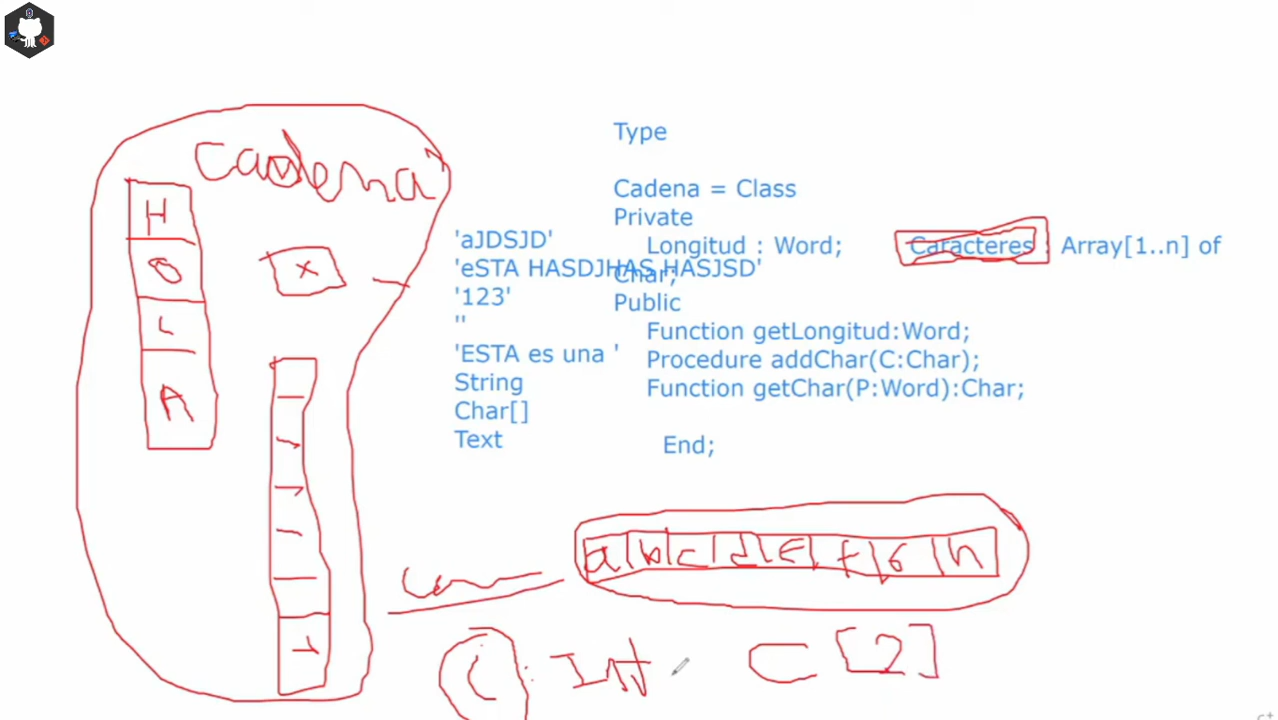 Cadena
H
O
L
A
X
Type
Cadena = Class
Private
Longitud : Word; Caracteres : Array[1..n] of
Char;
Public
Function getLongitud:Word;
Procedure addChar(C:Char);
Function getChar(P:Word):Char;
End;
'aJDSJD'
'eSTA HASDJHAS HASJSD'
'123'
''
'ESTA es una '
String
Char[]
Text
a b c d E f G h
C : Int
C [2]